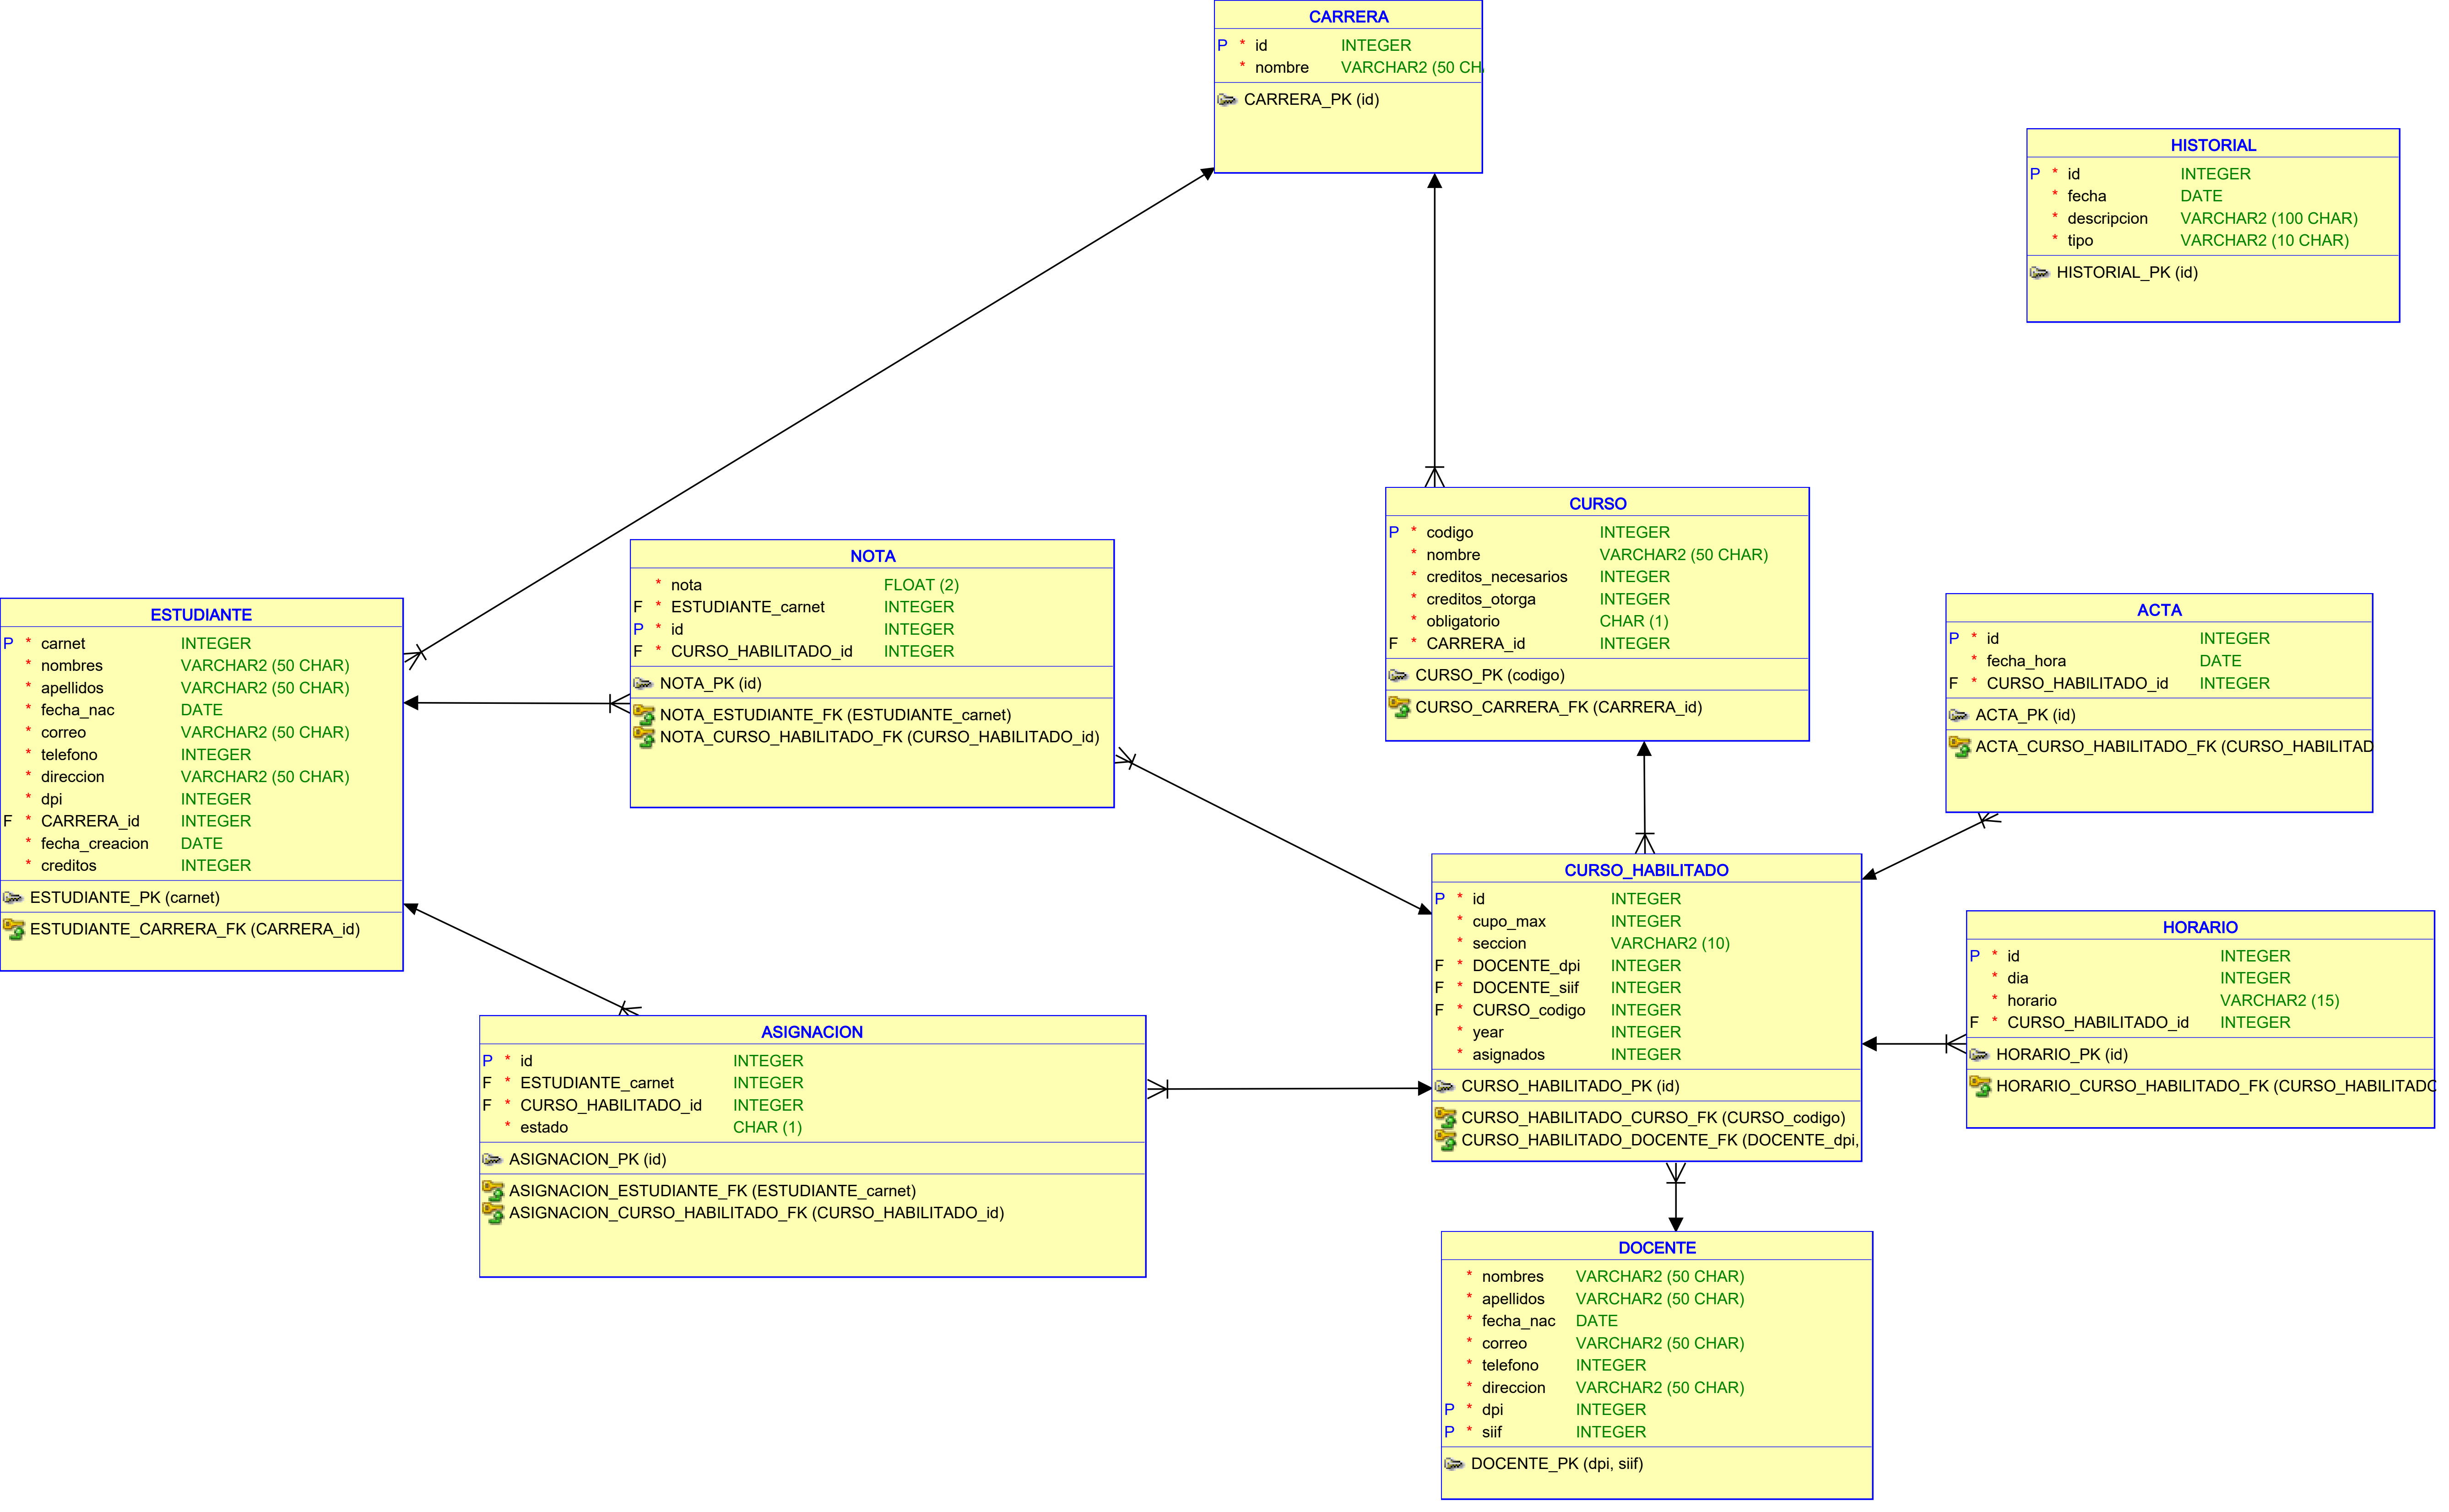 CARRERA
P * id INTEGER
* nombre VARCHAR2 (50 CH
CARRERA_PK (id)
HISTORIAL
P * id INTEGER
* fecha DATE
* descripcion VARCHAR2 (100 CHAR)
* tipo VARCHAR2 (10 CHAR)
HISTORIAL_PK (id)
CURSO
P * codigo INTEGER
* nombre VARCHAR2 (50 CHAR)
* creditos_necesarios INTEGER
* creditos_otorga INTEGER
* obligatorio CHAR (1)
F * CARRERA_id INTEGER
CURSO_PK (codigo)
CURSO_CARRERA_FK (CARRERA_id)
NOTA
* nota FLOAT (2)
F * ESTUDIANTE_carnet INTEGER
P * id INTEGER
F * CURSO_HABILITADO_id INTEGER
NOTA_PK (id)
NOTA_ESTUDIANTE_FK (ESTUDIANTE_carnet)
NOTA_CURSO_HABILITADO_FK (CURSO_HABILITADO_id)
ESTUDIANTE
P * carnet INTEGER
* nombres VARCHAR2 (50 CHAR)
* apellidos VARCHAR2 (50 CHAR)
* fecha_nac DATE
* correo VARCHAR2 (50 CHAR)
* telefono INTEGER
* direccion VARCHAR2 (50 CHAR)
* dpi INTEGER
F * CARRERA_id INTEGER
* fecha_creacion DATE
* creditos INTEGER
ESTUDIANTE_PK (carnet)
ESTUDIANTE_CARRERA_FK (CARRERA_id)
ACTA
P * id INTEGER
* fecha_hora DATE
F * CURSO_HABILITADO_id INTEGER
ACTA_PK (id)
ACTA_CURSO_HABILITADO_FK (CURSO_HABILITAD
CURSO_HABILITADO
P * id INTEGER
* cupo_max INTEGER
* seccion VARCHAR2 (10)
F * DOCENTE_dpi INTEGER
F * DOCENTE_siif INTEGER
F * CURSO_codigo INTEGER
* year INTEGER
* asignados INTEGER
CURSO_HABILITADO_PK (id)
CURSO_HABILITADO_CURSO_FK (CURSO_codigo)
CURSO_HABILITADO_DOCENTE_FK (DOCENTE_dpi,
HORARIO
P * id INTEGER
* dia INTEGER
* horario VARCHAR2 (15)
F * CURSO_HABILITADO_id INTEGER
HORARIO_PK (id)
HORARIO_CURSO_HABILITADO_FK (CURSO_HABILITADO
ASIGNACION
P * id INTEGER
F * ESTUDIANTE_carnet INTEGER
F * CURSO_HABILITADO_id INTEGER
* estado CHAR (1)
ASIGNACION_PK (id)
ASIGNACION_ESTUDIANTE_FK (ESTUDIANTE_carnet)
ASIGNACION_CURSO_HABILITADO_FK (CURSO_HABILITADO_id)
DOCENTE
* nombres VARCHAR2 (50 CHAR)
* apellidos VARCHAR2 (50 CHAR)
* fecha_nac DATE
* correo VARCHAR2 (50 CHAR)
* telefono INTEGER
* direccion VARCHAR2 (50 CHAR)
P * dpi INTEGER
P * siif INTEGER
DOCENTE_PK (dpi, siif)